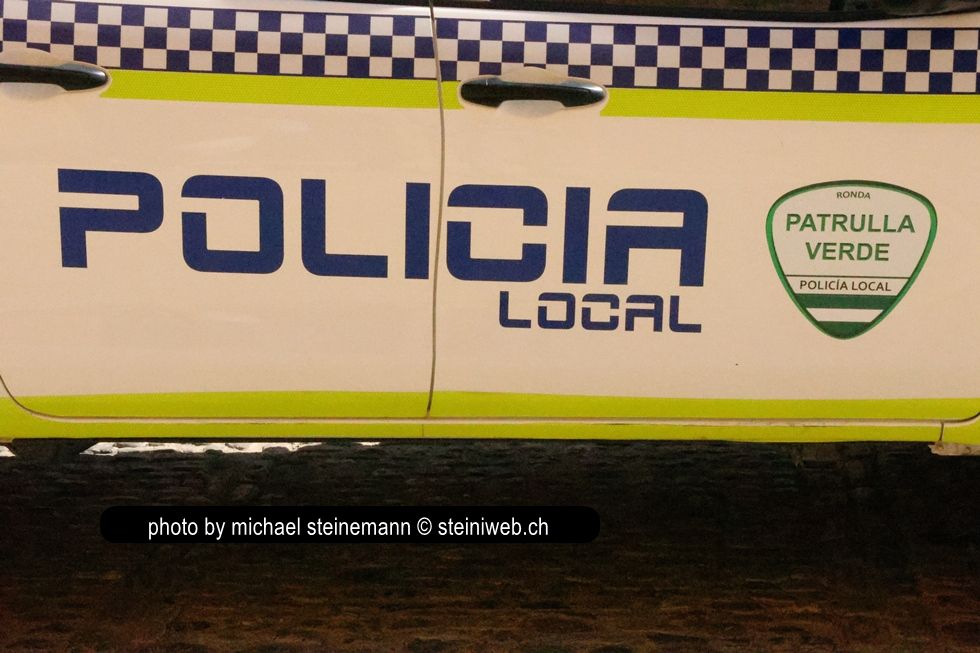 POLICIA
LOCAL
RONDA
PATRULLA
VERDE
POLICÍA LOCAL
photo by michael steinemann © steiniweb.ch